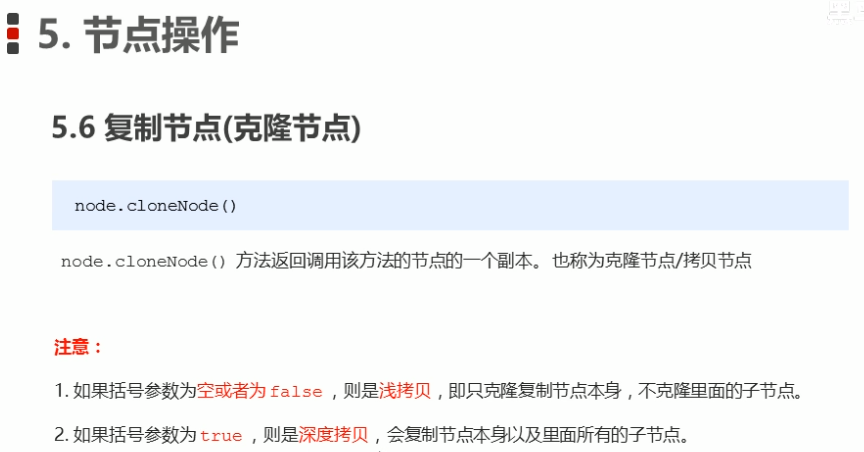 5. 节点操作
5.6 复制节点(克隆节点)
node.cloneNode()
node.cloneNode() 方法返回调用该方法的节点的一个副本。 也称为克隆节点/拷贝节点
注意：
1. 如果括号参数为空或者为 false ，则是浅拷贝，即只克隆复制节点本身，不克隆里面的子节点。
2. 如果括号参数为 true ，则是深度拷贝，会复制节点本身以及里面所有的子节点。